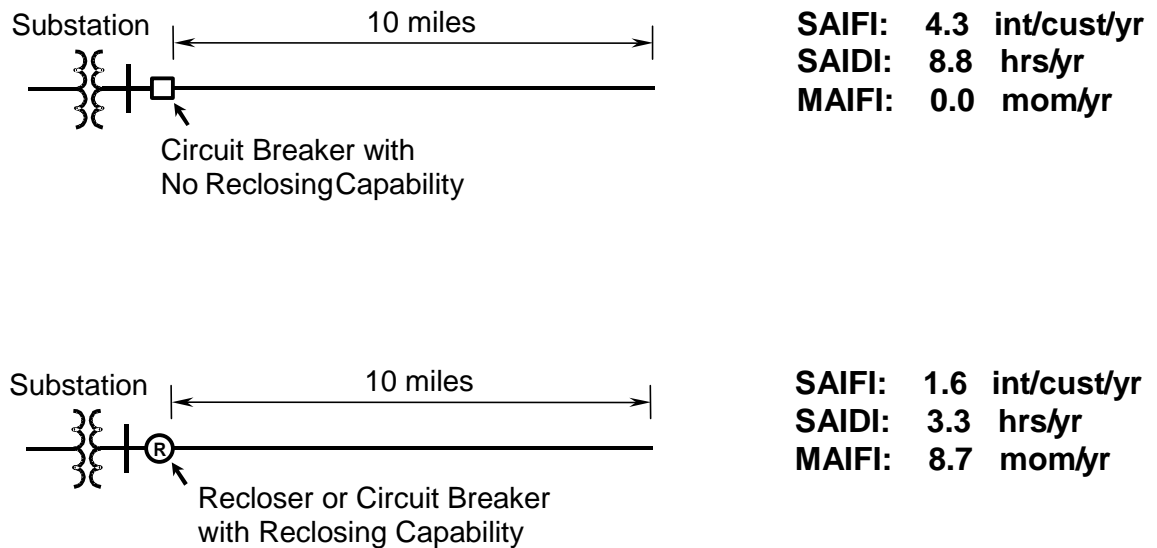 Substation
10 miles
SAIFI: 4.3 int/cust/yr
SAIDI: 8.8 hrs/yr
MAIFI: 0.0 mom/yr
Circuit Breaker with
No ReclosingCapability
Substation
10 miles
SAIFI: 1.6 int/cust/yr
SAIDI: 3.3 hrs/yr
MAIFI: 8.7 mom/yr
R
Recloser or Circuit Breaker
with Reclosing Capability